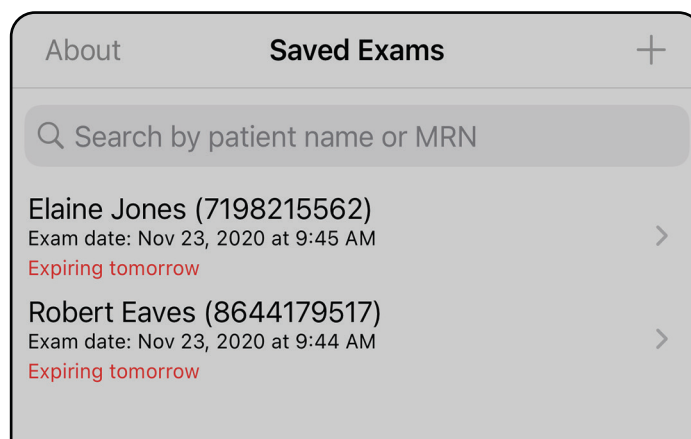 About
Saved Exams
Search by patient name or MRN
Elaine Jones (7198215562)
Exam date: Nov 23, 2020 at 9:45 AM
Expiring tomorrow
Robert Eaves (8644179517)
Exam date: Nov 23, 2020 at 9:44 AM
Expiring tomorrow